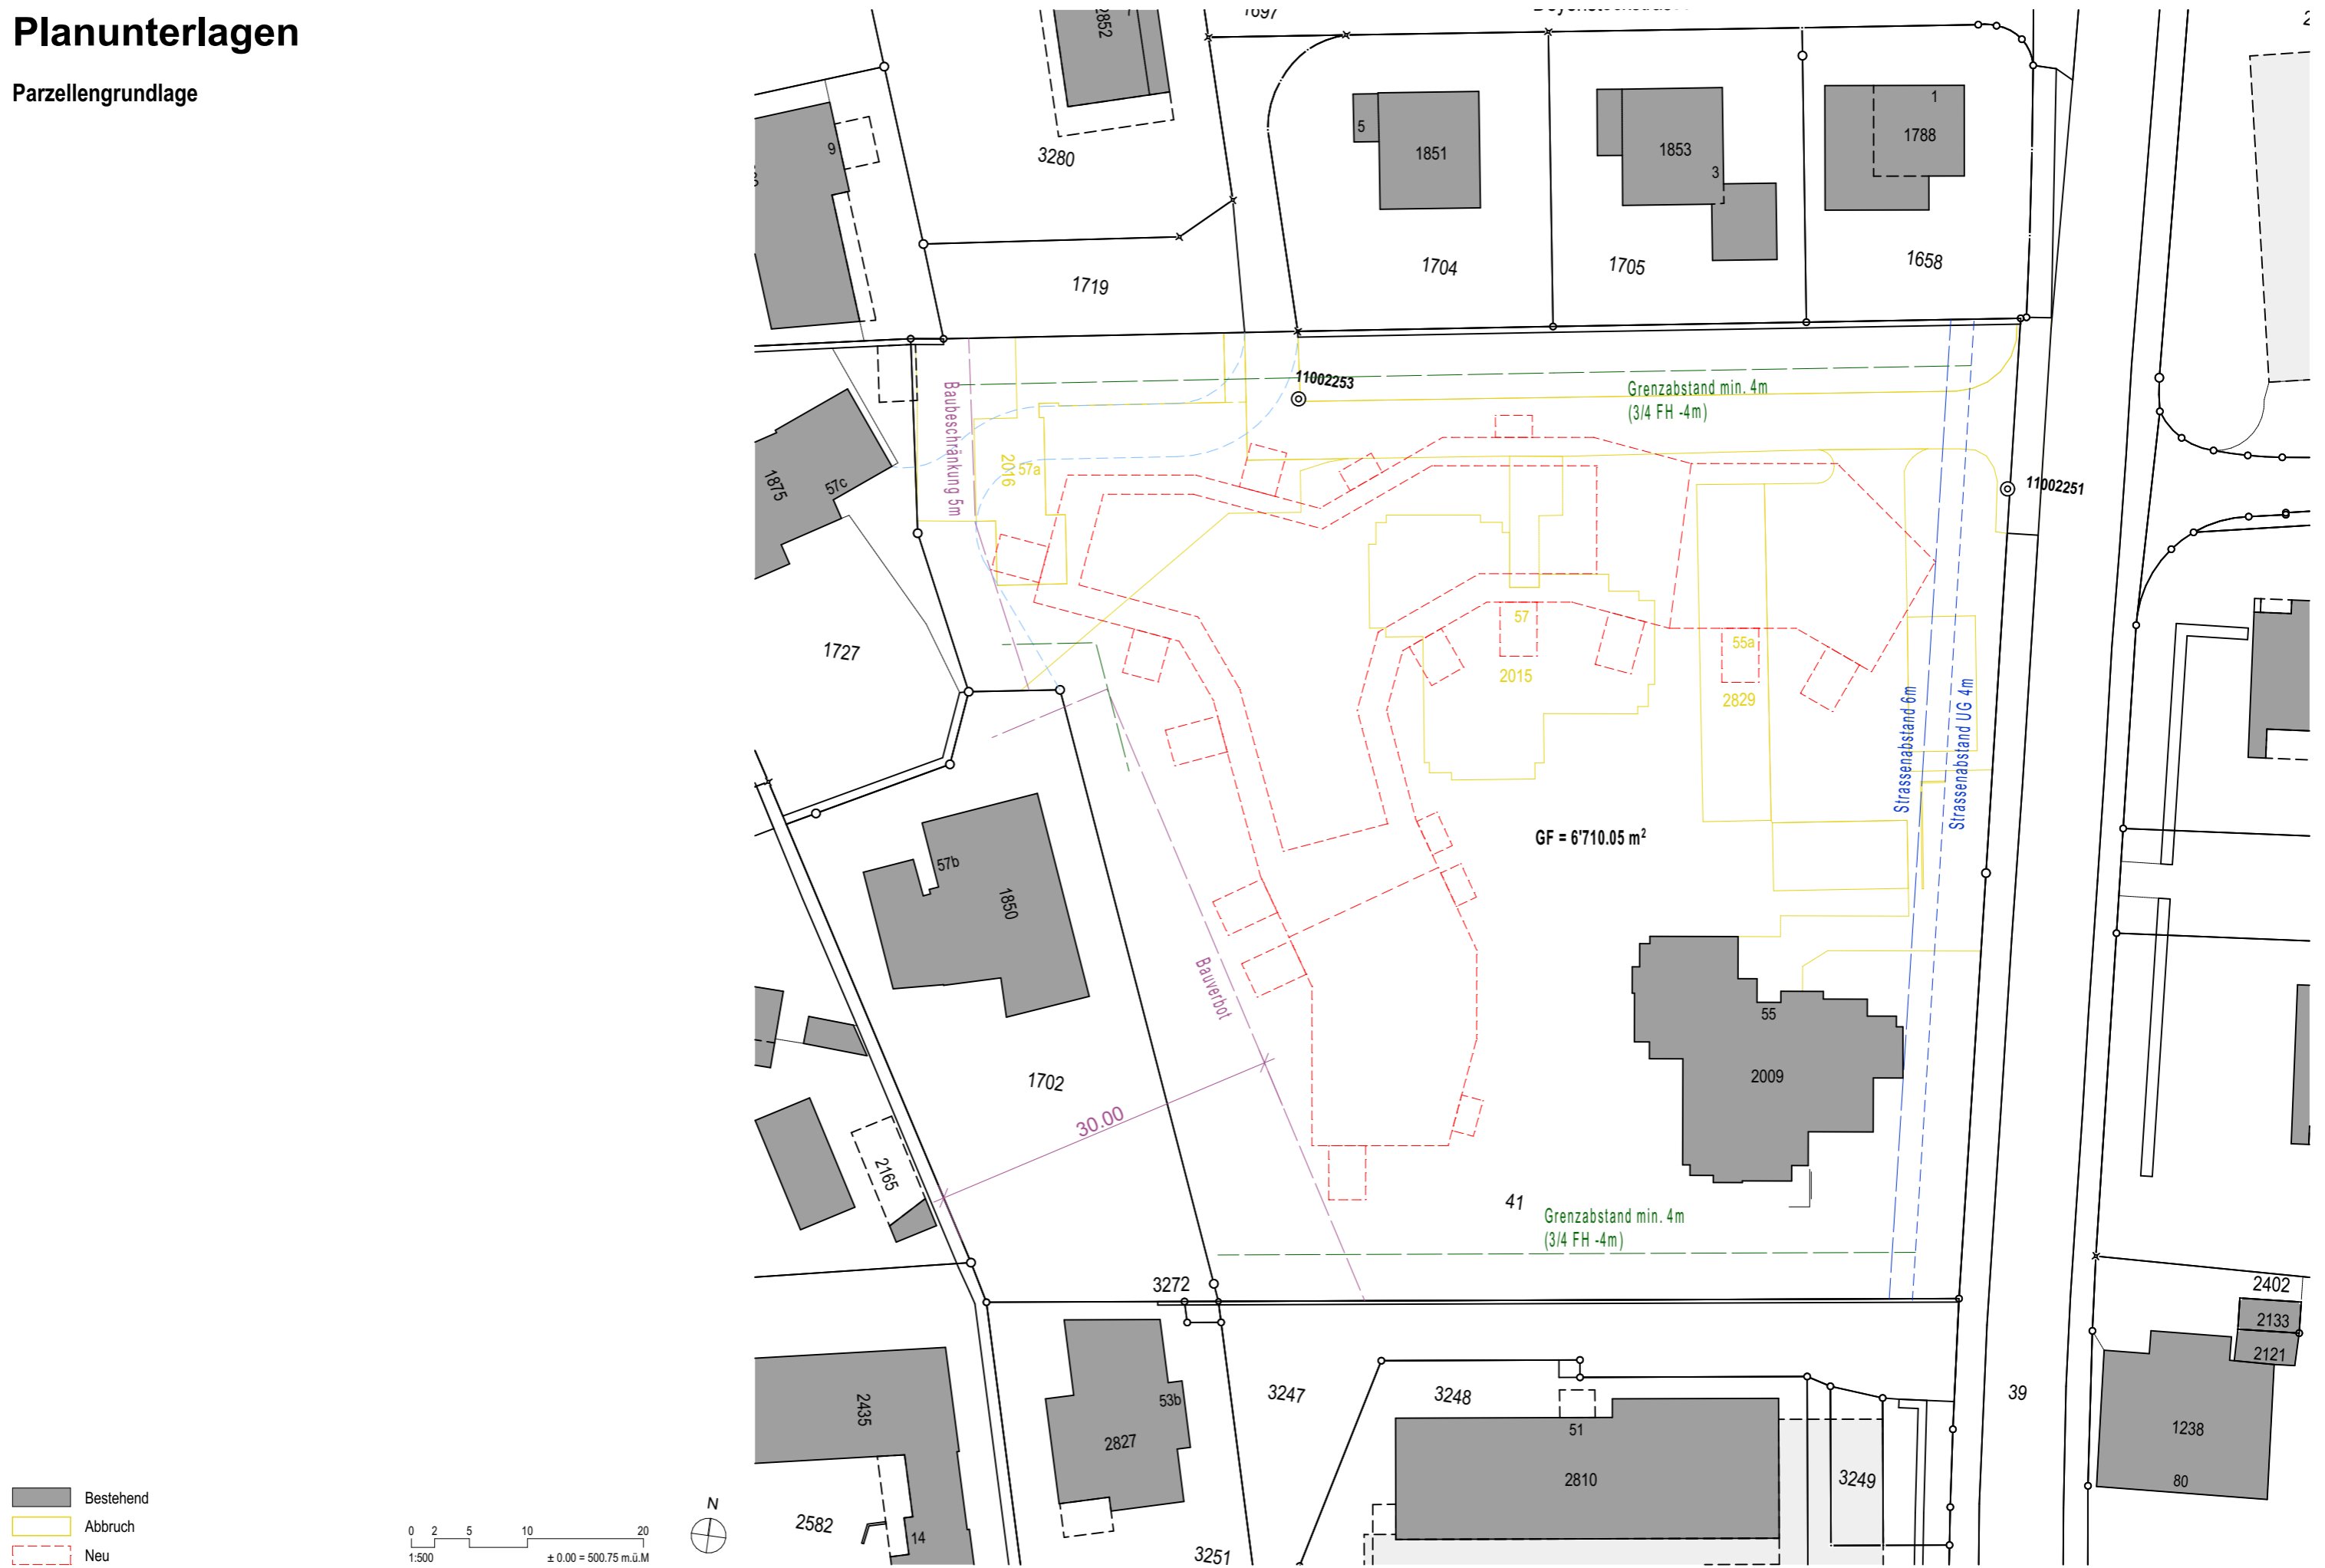 Planunterlagen
Parzellengrundlage
1697
2852
9
3280
5
1851
1853
3
1
1788
1719
1704
1705
1658
Baubeschränkung 5m
11002253
Grenzabstand min. 4m
(3/4 FH -4m)
1875
57c
2016
57a
11002251
1727
57
2015
55a
2829
Strassenabstand 6m
Strassenabstand UG 4m
GF = 6'710.05 m²
57b
1850
Bauverbot
55
2009
1702
30.00
2165
41
Grenzabstand min. 4m
(3/4 FH -4m)
3272
2402
2133
2121
2435
53b
2827
3247
3248
51
2810
3249
39
1238
80
2582
14
3251
Bestehend
Abbruch
Neu
0 2 5 10 20
1:500
± 0.00 = 500.75 m.ü.M
N